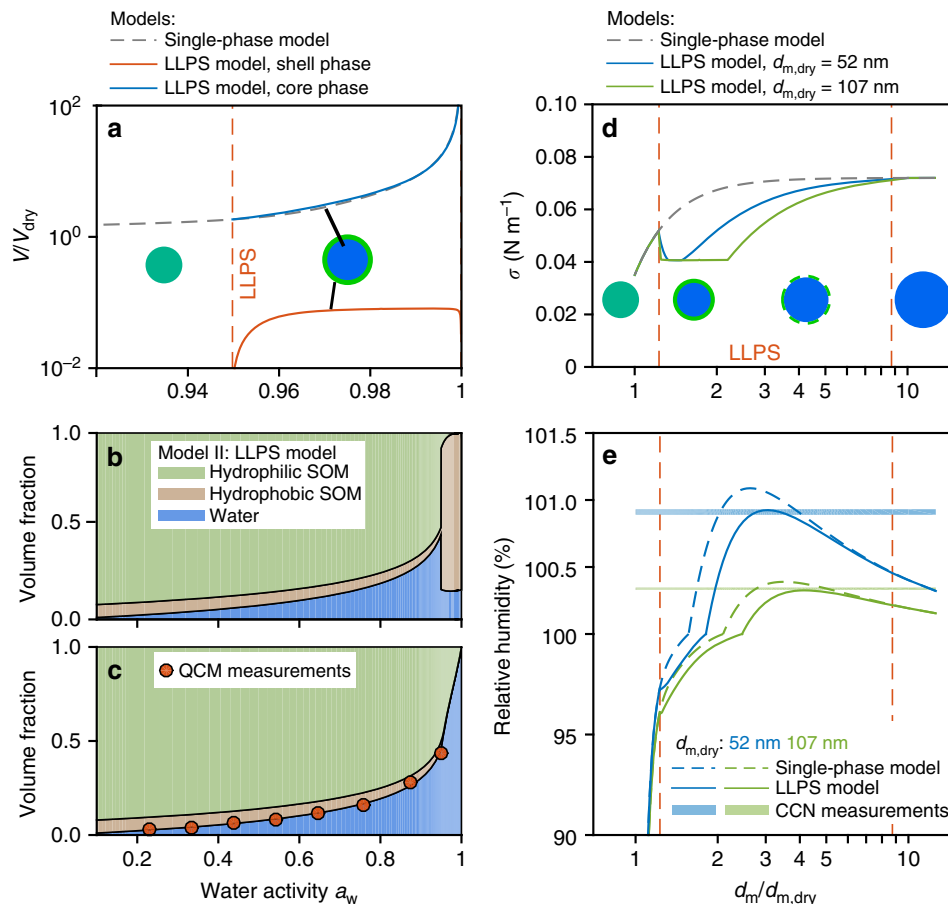 Models:
Single-phase model
LLPS model, shell phase
LLPS model, core phase
a
10²
10⁰
10⁻²
V/Vdry
LLPS
0.94
0.96
0.98
1
b
Model II: LLPS model
Hydrophilic SOM
Hydrophobic SOM
Water
1.0
0.5
0.0
Volume fraction
c
QCM measurements
1.0
0.5
0.0
Volume fraction
0.2
0.4
0.6
0.8
1
Water activity aw
Models:
Single-phase model
LLPS model, dm,dry = 52 nm
LLPS model, dm,dry = 107 nm
d
0.10
0.08
0.06
0.04
0.02
0
σ (N m⁻¹)
LLPS
1
2
3
4
5
10
e
101.5
101.0
100.5
100
95
90
Relative humidity (%)
dm,dry: 52 nm 107 nm
Single-phase model
LLPS model
CCN measurements
1
2
3
4
5
10
dm/dm,dry